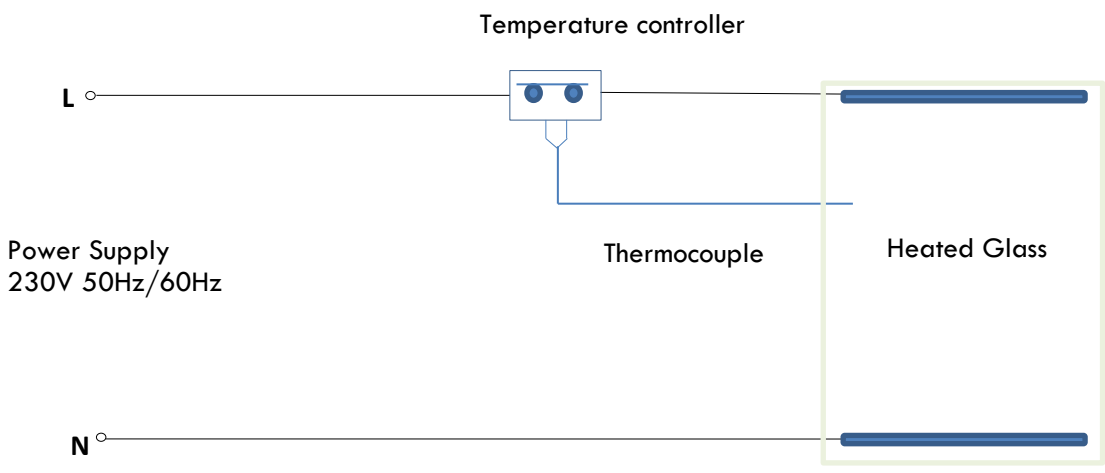 Temperature controller
L
Power Supply
230V 50Hz/60Hz
Thermocouple
Heated Glass
N